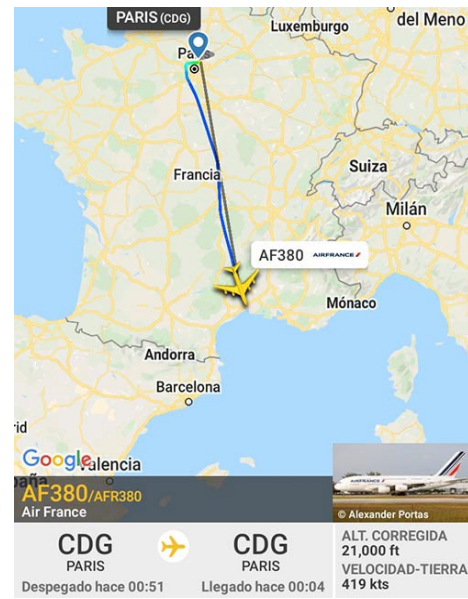 PARIS (CDG)
Luxemburgo
del Meno
Francia
Suiza
Milán
AF380 AIRFRANCE
Mónaco
Andorra
Barcelona
Google
AF380/AFR380
Air France
© Alexander Portas
CDG
PARIS
Despegado hace 00:51
CDG
PARIS
Llegado hace 00:04
ALT. CORREGIDA
21,000 ft
VELOCIDAD-TIERRA
419 kts